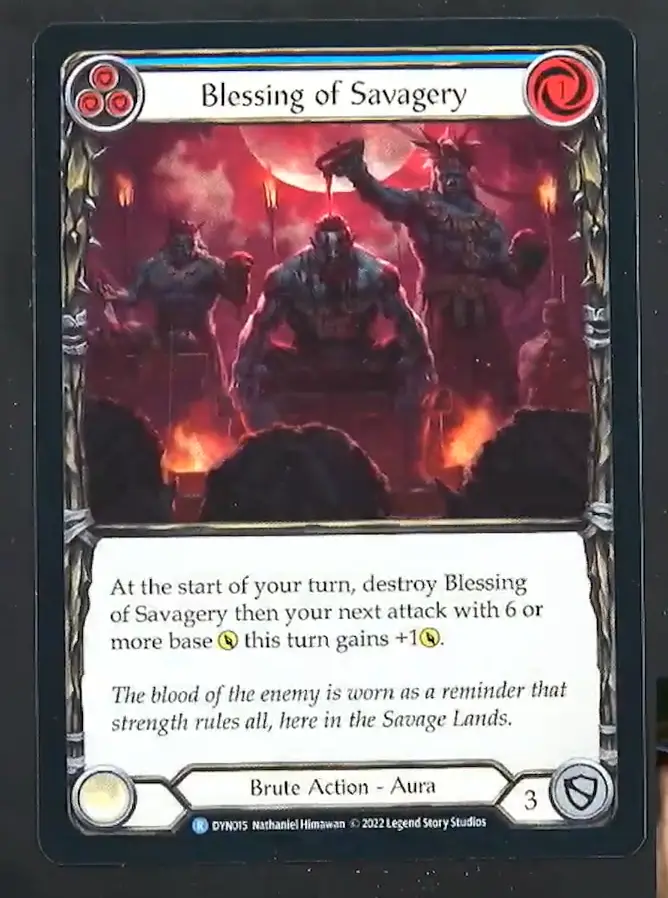 Blessing of Savagery
1
At the start of your turn, destroy Blessing
of Savagery then your next attack with 6 or
more base this turn gains +1.
The blood of the enemy is worn as a reminder that
strength rules all, here in the Savage Lands.
Brute Action - Aura
3
R DYN015 Nathaniel Himawan © 2022 Legend Story Studios